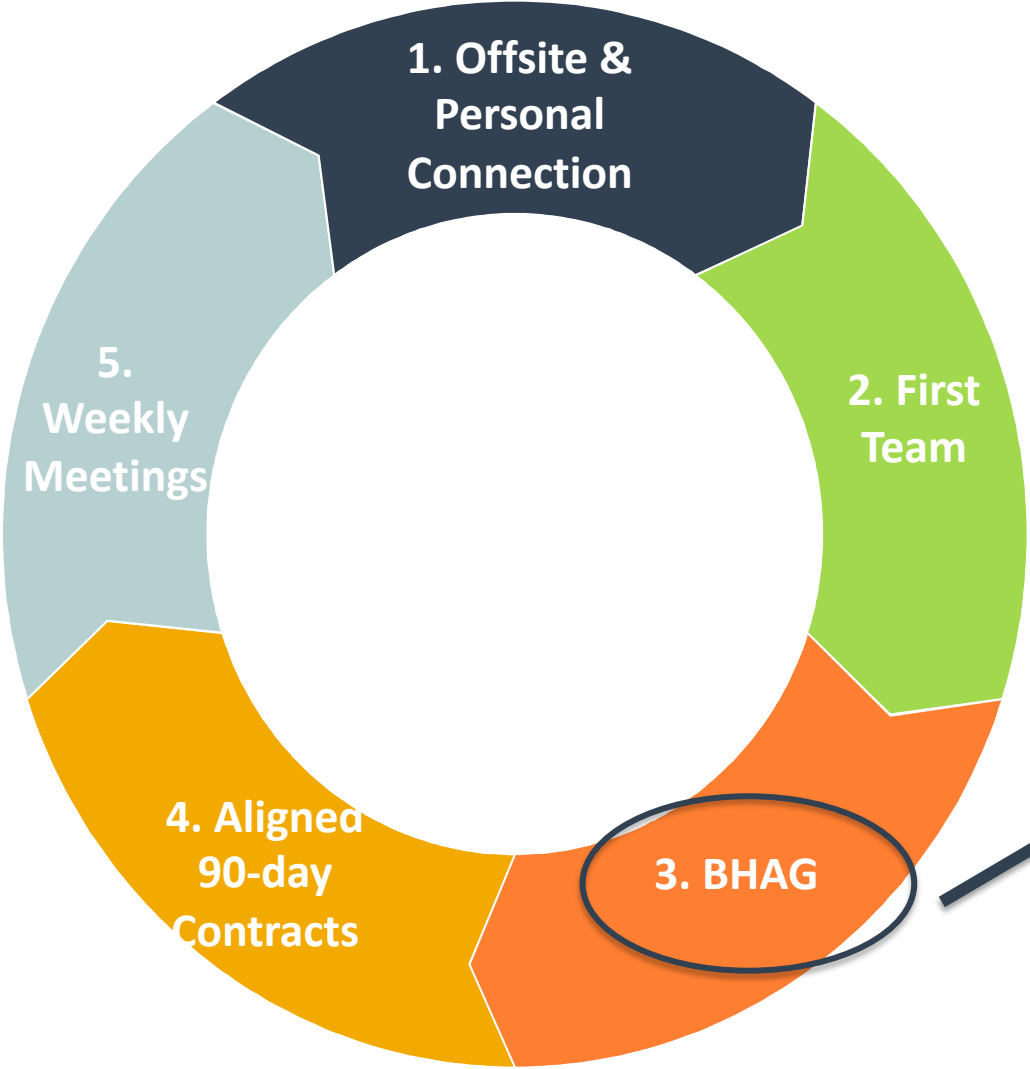 1. Offsite &
Personal
Connection
2. First
Team
3. BHAG
4. Aligned
90-day
Contracts
5.
Weekly
Meetings